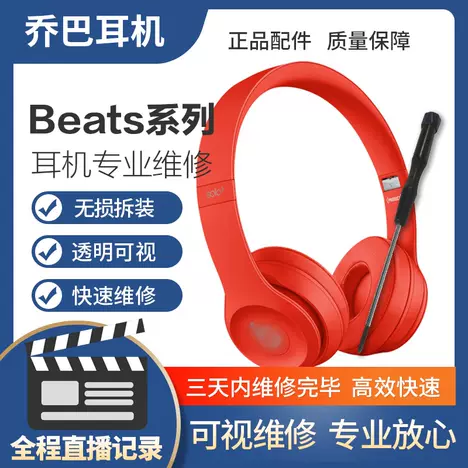 乔巴耳机
正品配件 质量保障
Beats系列
耳机专业维修
无损拆装
透明可视
快速维修
三天内维修完毕 高效快速
全程直播记录
可视维修 专业放心